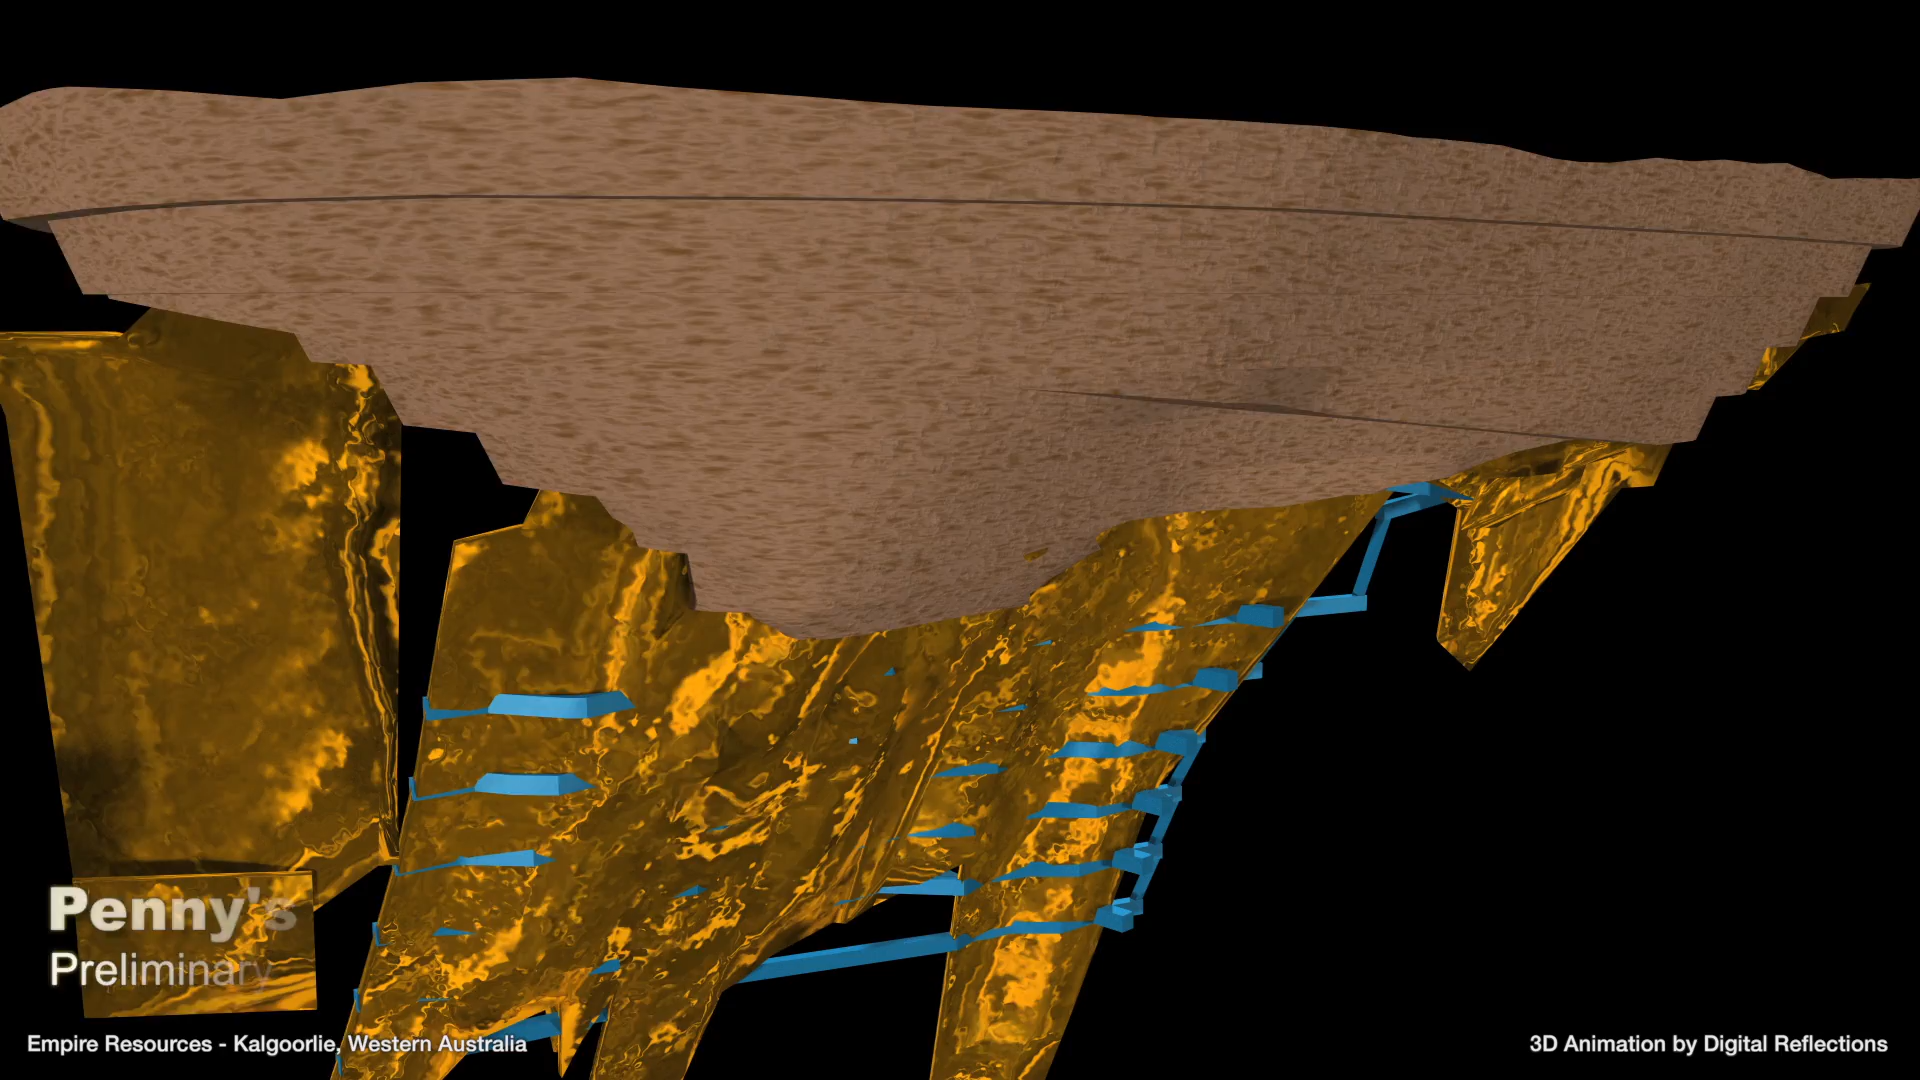 Penny's
Preliminary
Empire Resources - Kalgoorlie, Western Australia
3D Animation by Digital Reflections